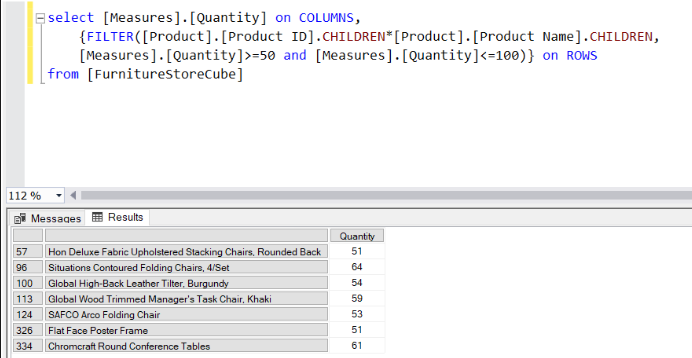 select [Measures].[Quantity] on COLUMNS,
{FILTER([Product].[Product ID].CHILDREN*[Product].[Product Name].CHILDREN,
[Measures].[Quantity]>=50 and [Measures].[Quantity]<=100)} on ROWS
from [FurnitureStoreCube]
112 %
Messages Results
Quantity
57 Hon Deluxe Fabric Upholstered Stacking Chairs, Rounded Back 51
96 Situations Contoured Folding Chairs, 4/Set 64
100 Global High-Back Leather Tilter, Burgundy 54
113 Global Wood Trimmed Manager's Task Chair, Khaki 59
124 SAFCO Arco Folding Chair 53
326 Flat Face Poster Frame 51
334 Chromcraft Round Conference Tables 61